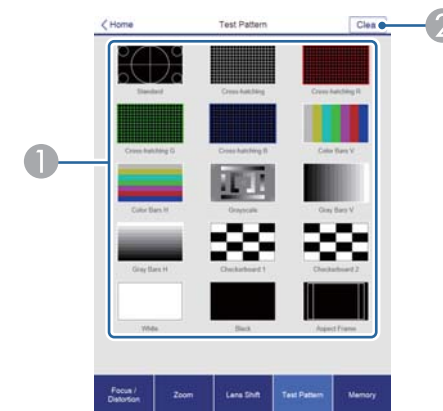 Home Test Pattern Clea 2
Standard Cross-hatching Cross-hatching R
Cross-hatching G Cross-hatching B Color Bars V
1
Color Bars H Grayscale Gray Bars V
Gray Bars H Checkerboard 1 Checkerboard 2
White Black Aspect Frame
Focus / Distortion Zoom Lens Shift Test Pattern Memory